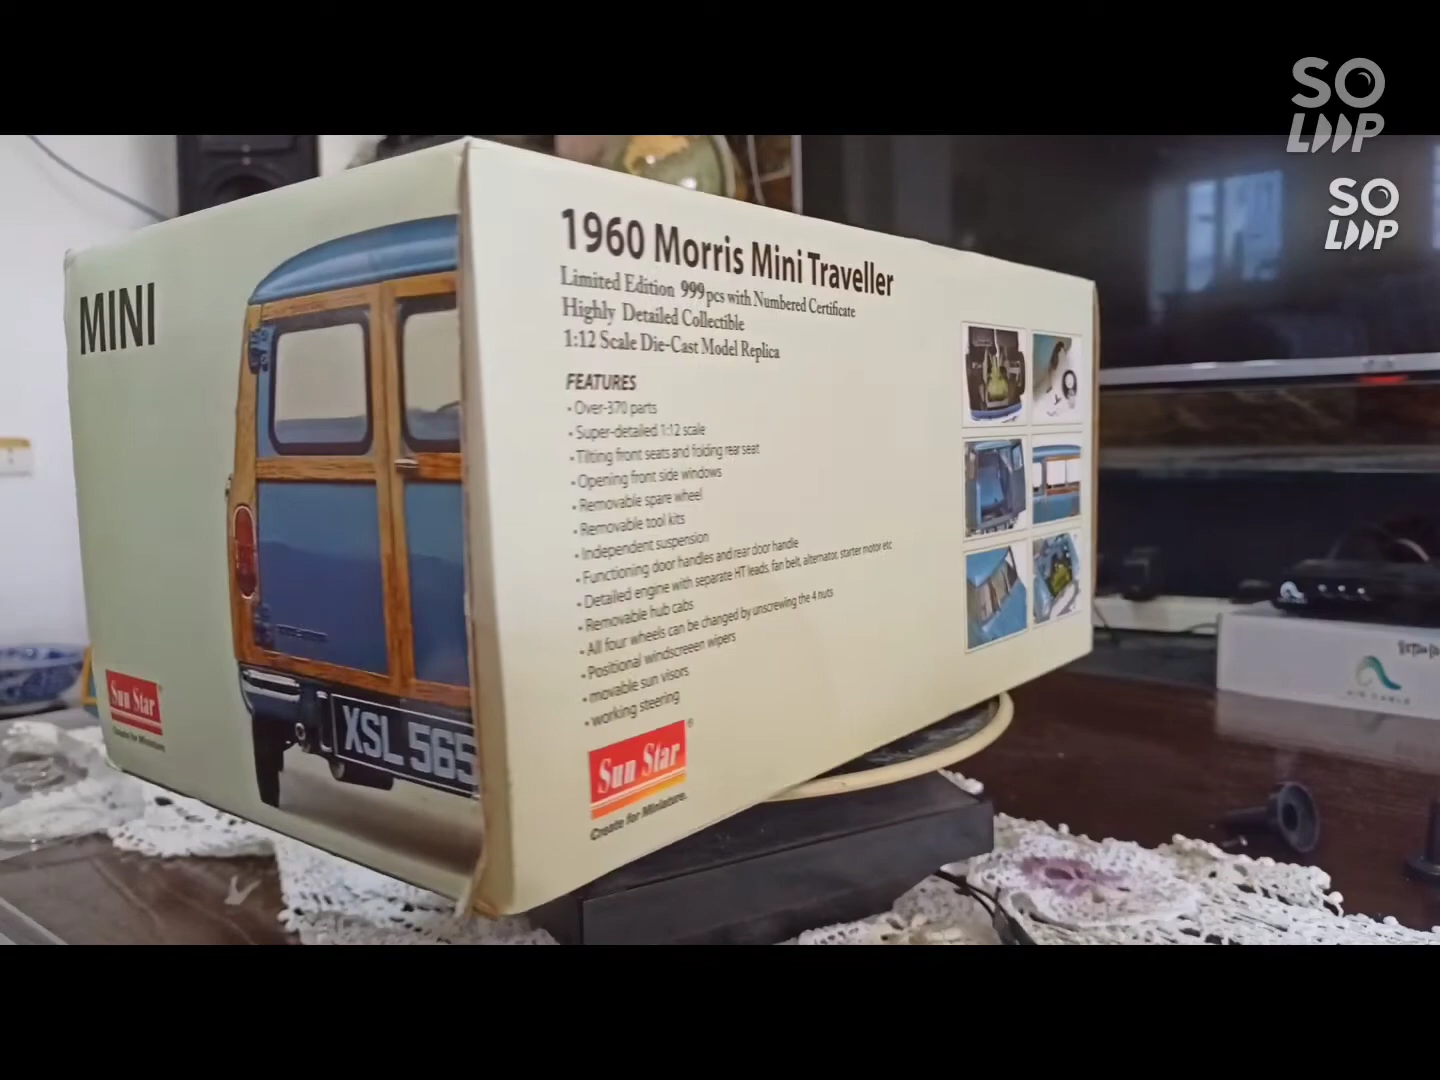 SO
LOOP
SO
LOOP
MINI
Sun Star
Create for Miniature.
XSL 565
1960 Morris Mini Traveller
Limited Edition 999pcs with Numbered Certificate
Highly Detailed Collectible
1:12 Scale Die-Cast Model Replica
FEATURES
• Over 370 parts
• Super-detailed 1:12 scale
• Tilting front seats and folding rear seat
• Opening front side windows
• Removable spare wheel
• Removable tool kits
• Independent suspension
• Functioning door handles and rear door handle
• Detailed engine with separate HT leads, fan belt, alternator, starter motor etc
• Removable hub cabs
• All four wheels can be changed by unscrewing the 4 nuts
• Positional windscreeen wipers
• movable sun visors
• working steering
Sun Star®
Create for Miniature.